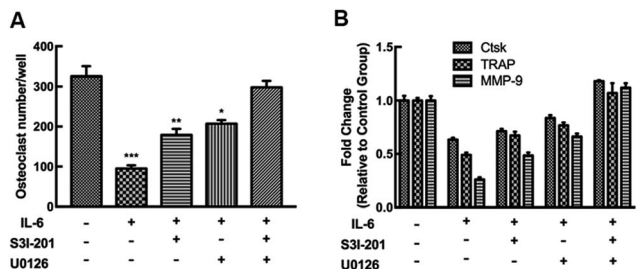 A
Osteoclast number/well
400
300
200
100
0
***
**
*
IL-6 - + + + +
S3I-201 - - + - +
U0126 - - - + +
B
Fold Change
(Relative to Control Group)
1.5
1.0
0.5
0.0
Ctsk
TRAP
MMP-9
IL-6 - + + + +
S3I-201 - - + - +
U0126 - - - + +